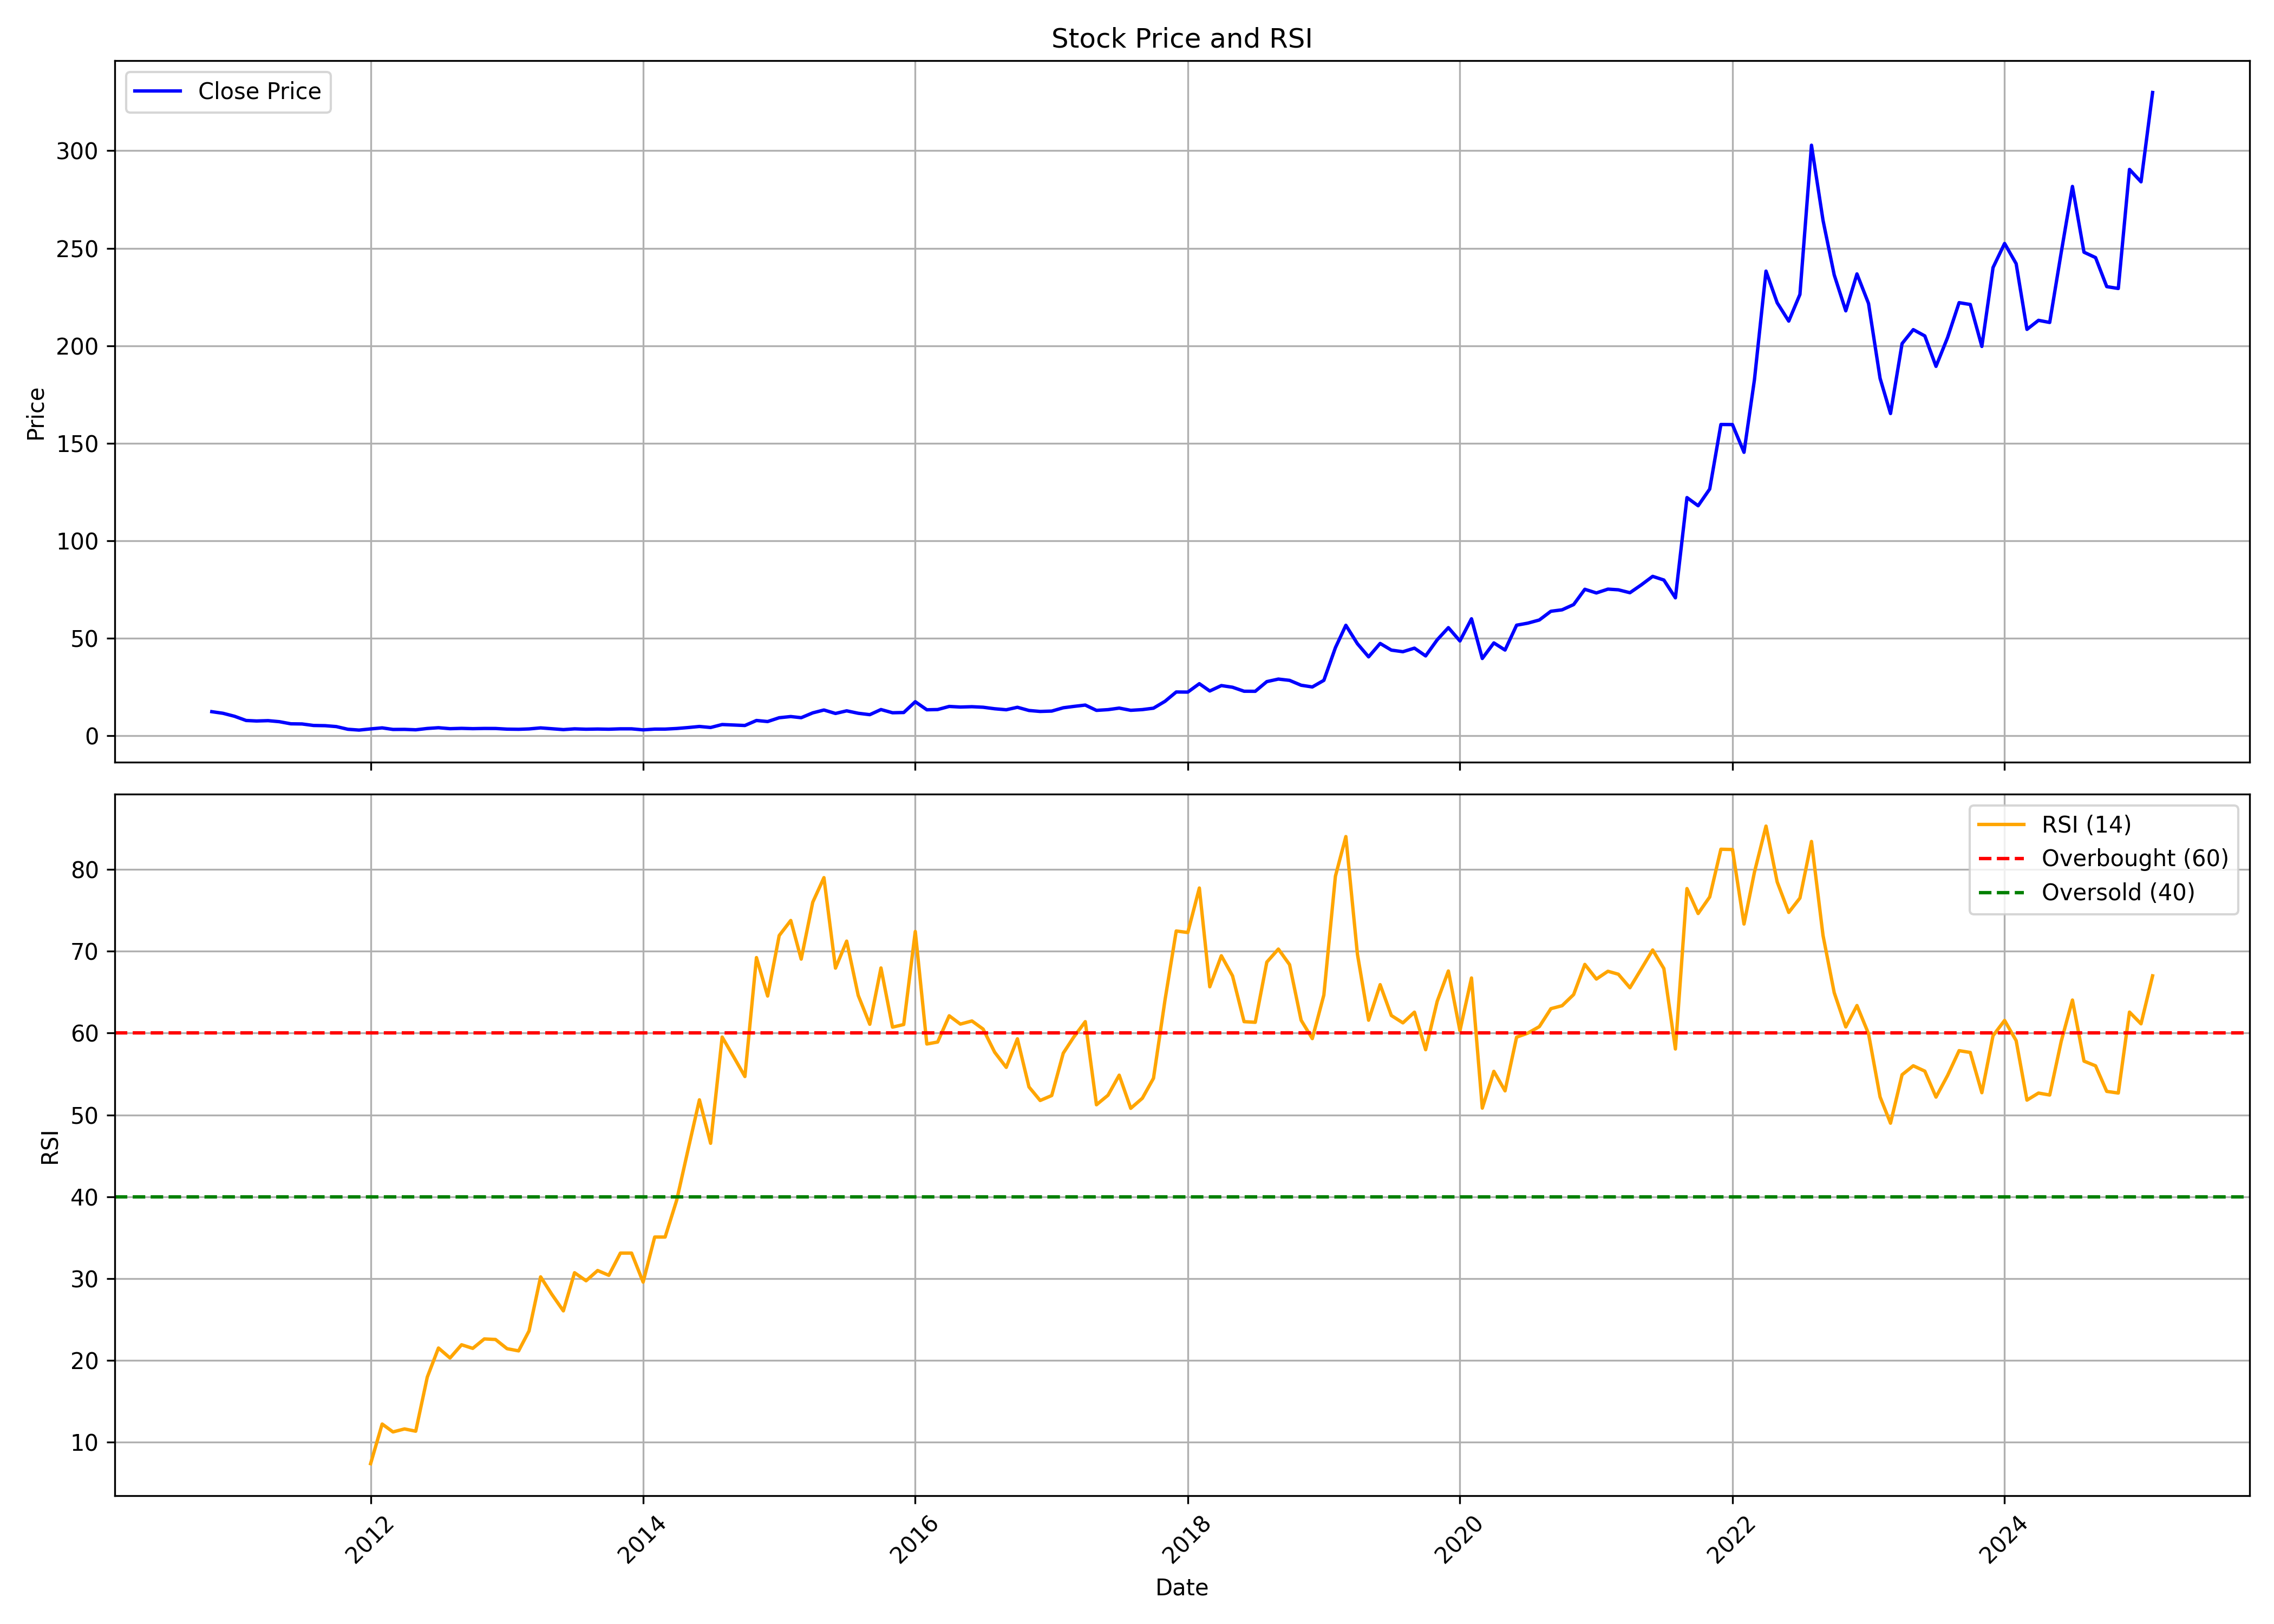 Stock Price and RSI
Close Price
Price
300
250
200
150
100
50
0
RSI (14)
Overbought (60)
Oversold (40)
RSI
80
70
60
50
40
30
20
10
2012
2014
2016
2018
2020
2022
2024
Date